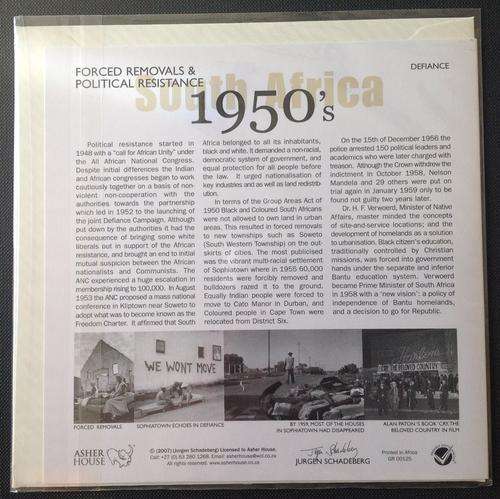 FORCED REMOVALS &
POLITICAL RESISTANCE
DEFIANCE
South Africa
1950's
Political resistance started in
1948 with a "call for African Unity" under
the All African National Congress.
Despite initial differences the Indian
and African congresses began to work
cautiously together on a basis of non-
violent non-cooperation with the
authorities towards the partnership
which led in 1952 to the launching of
the joint Defiance Campaign. Although
put down by the authorities it had the
consequence of bringing some white
liberals out in support of the African
resistance, and brought an end to initial
mutual suspicion between the African
nationalists and Communists. The
ANC experienced a huge escalation in
membership rising to 100,000. In August
1953 the ANC proposed a mass national
conference in Kliptown near Soweto to
adopt what was to become known as the
Freedom Charter. It affirmed that South
Africa belonged to all its inhabitants,
black and white. It demanded a non-racial,
democratic system of government, and
equal protection for all people before
the law. It urged nationalisation of
key industries and as well as land redistrib-
ution.
In terms of the Group Areas Act of
1950 Black and Coloured South Africans
were not allowed to own land in urban
areas. This resulted in forced removals
to new townships such as Soweto
(South Western Township) on the out-
skirts of cities. The most publicised
was the vibrant multi-racial settlement
of Sophiatown where in 1955 60,000
residents were forcibly removed and
bulldozers razed it to the ground.
Equally Indian people were forced to
move to Cato Manor in Durban, and
Coloured people in Cape Town were
relocated from District Six.
On the 15th of December 1956 the
police arrested 150 political leaders and
academics who were later charged with
treason. Although the Crown withdrew the
indictment in October 1958, Nelson
Mandela and 29 others were put on
trial again in January 1959 only to be
found not guilty two years later.
Dr. H. F. Verwoerd, Minister of Native
Affairs, master minded the concepts
of site-and-service locations; and the
development of homelands as a solution
to urbanisation. Black citizen's education,
traditionally controlled by Christian
missions, was forced into government
hands under the separate and inferior
Bantu education system. Verwoerd
became Prime Minister of South Africa
in 1958 with a 'new vision': a policy of
independence of Bantu homelands,
and a decision to go for Republic.
WE WONT MOVE
FORCED REMOVALS
SOPHIATOWN ECHOES IN DEFIANCE
BY 1959, MOST OF THE HOUSES
IN SOPHIATOWN HAD DISAPPEARED
ALAN PATON'S BOOK 'CRY, THE
BELOVED COUNTRY' IN FILM
ASHER
HOUSE
© (2007) (Jurgen Schadeberg) Licensed to Asher House.
All rights reserved. www.asherhouse.co.za
JURGEN SCHADEBERG
Printed in Africa
GR 00125